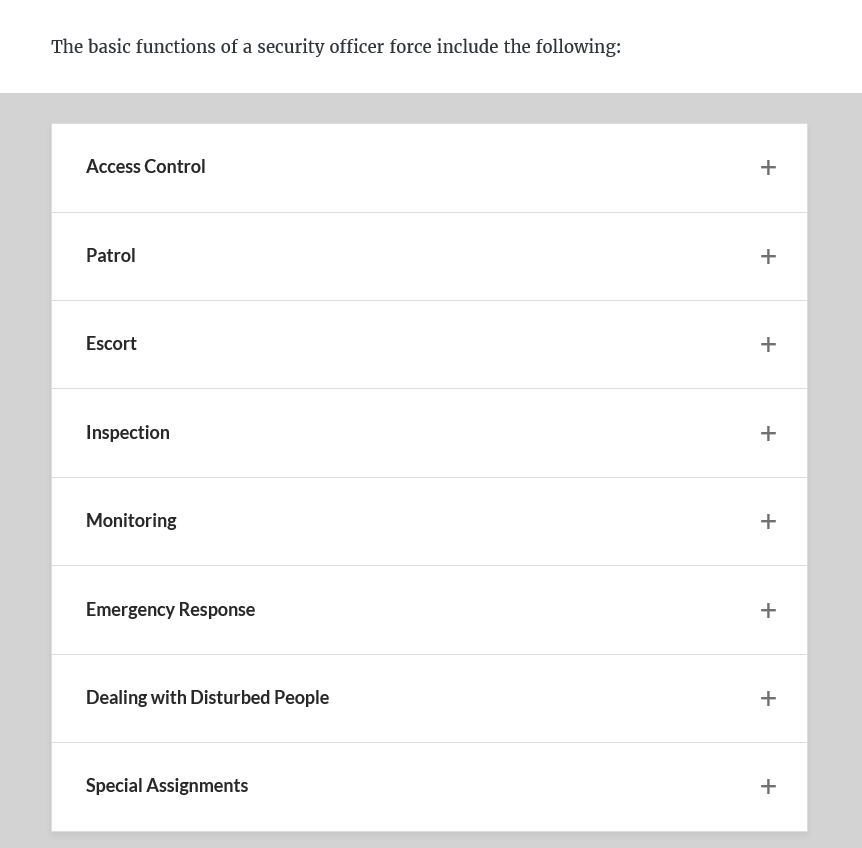 The basic functions of a security officer force include the following:
Access Control
Patrol
Escort
Inspection
Monitoring
Emergency Response
Dealing with Disturbed People
Special Assignments